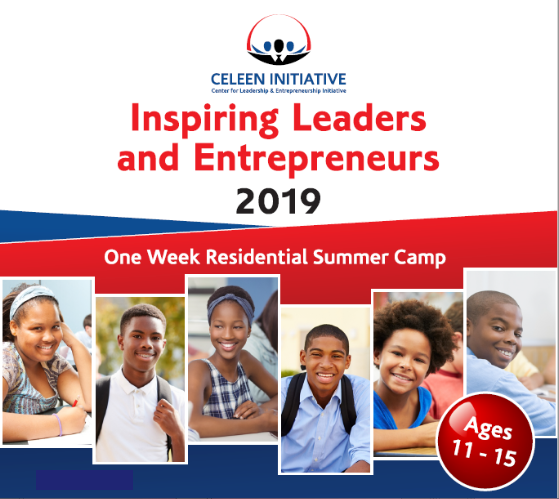 CELEEN INITIATIVE
Center for Leadership & Entrepreneurship Initiative
Inspiring Leaders
and Entrepreneurs
2019
One Week Residential Summer Camp
Ages
11 - 15